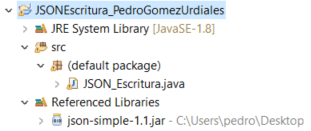 JSONEscritura_PedroGomezUrdiales
JRE System Library [JavaSE-1.8]
src
(default package)
JSON_Escritura.java
Referenced Libraries
json-simple-1.1.jar - C:\Users\pedro\Desktop